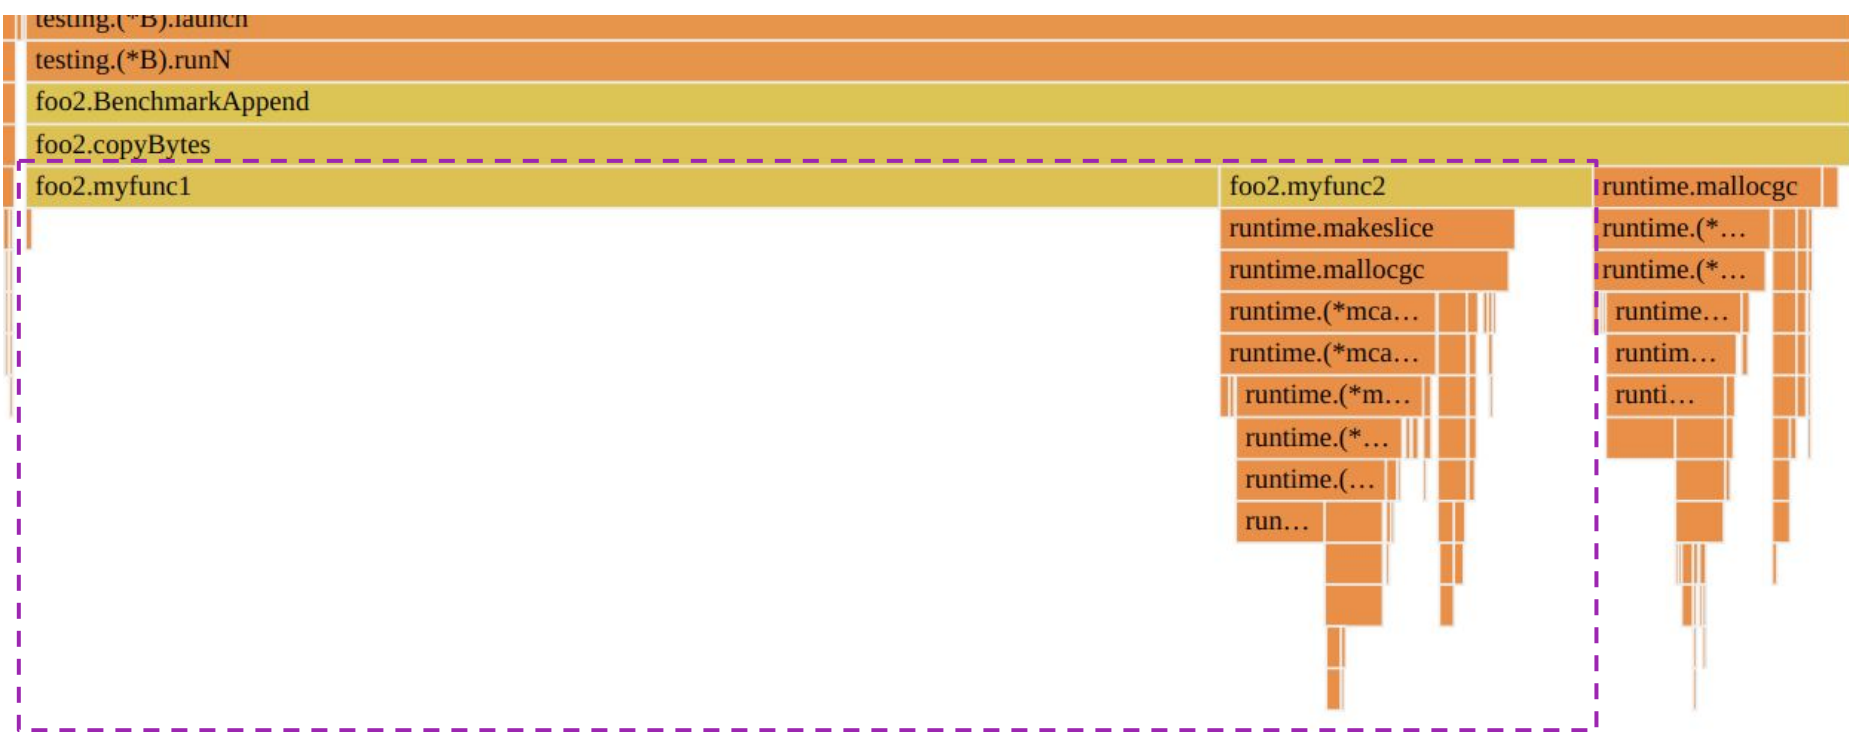 testing.(*B).launch
testing.(*B).runN
foo2.BenchmarkAppend
foo2.copyBytes
foo2.myfunc1 foo2.myfunc2 runtime.mallocgc
runtime.makeslice runtime.(*…
runtime.mallocgc runtime.(*…
runtime.(*mca… runtime…
runtime.(*mca… runtim…
runtime.(*m… runti…
runtime.(*…
runtime.(…
run…